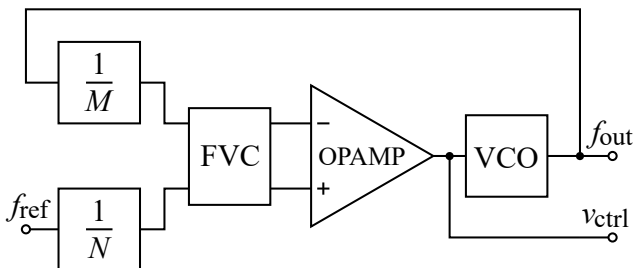 1
M
FVC
−
OPAMP
+
VCO
f_out
f_ref
1
N
v_ctrl